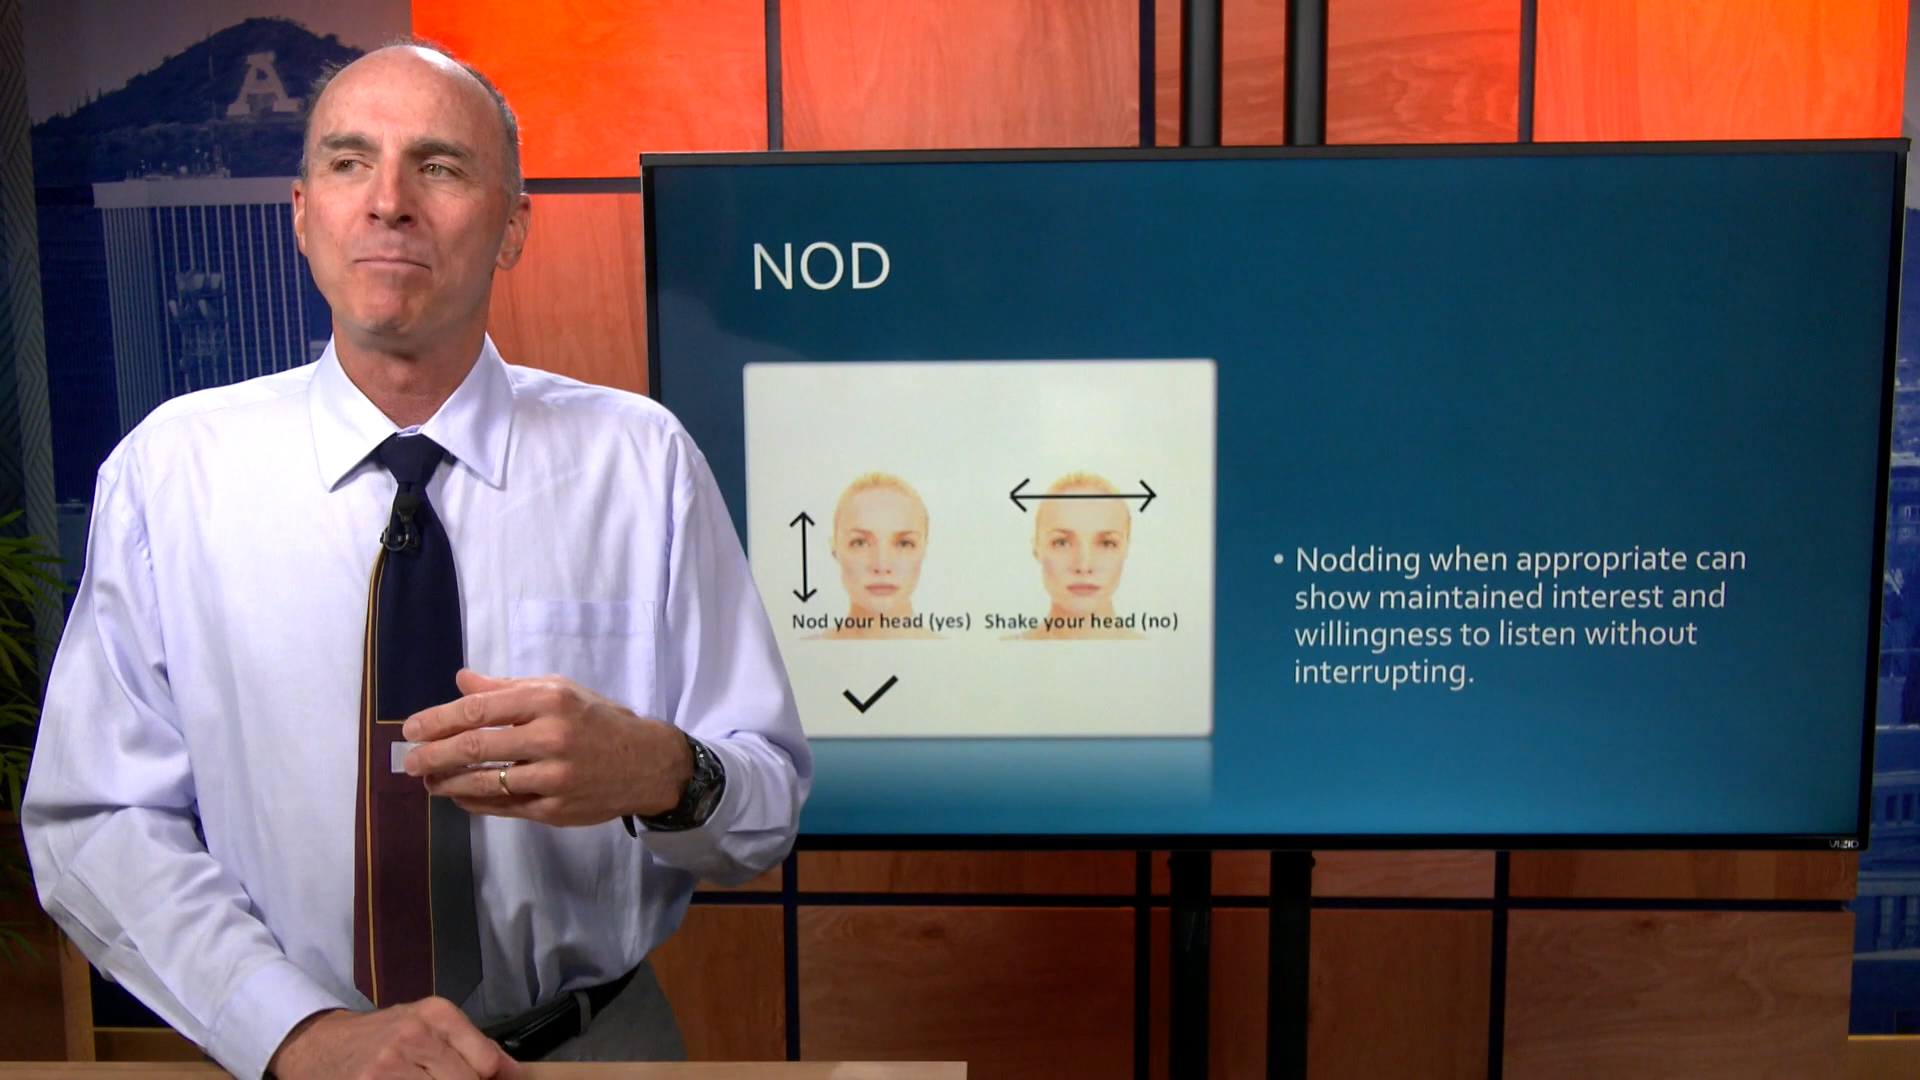 A
NOD
Nod your head (yes) Shake your head (no)
• Nodding when appropriate can
show maintained interest and
willingness to listen without
interrupting.
VIZIO